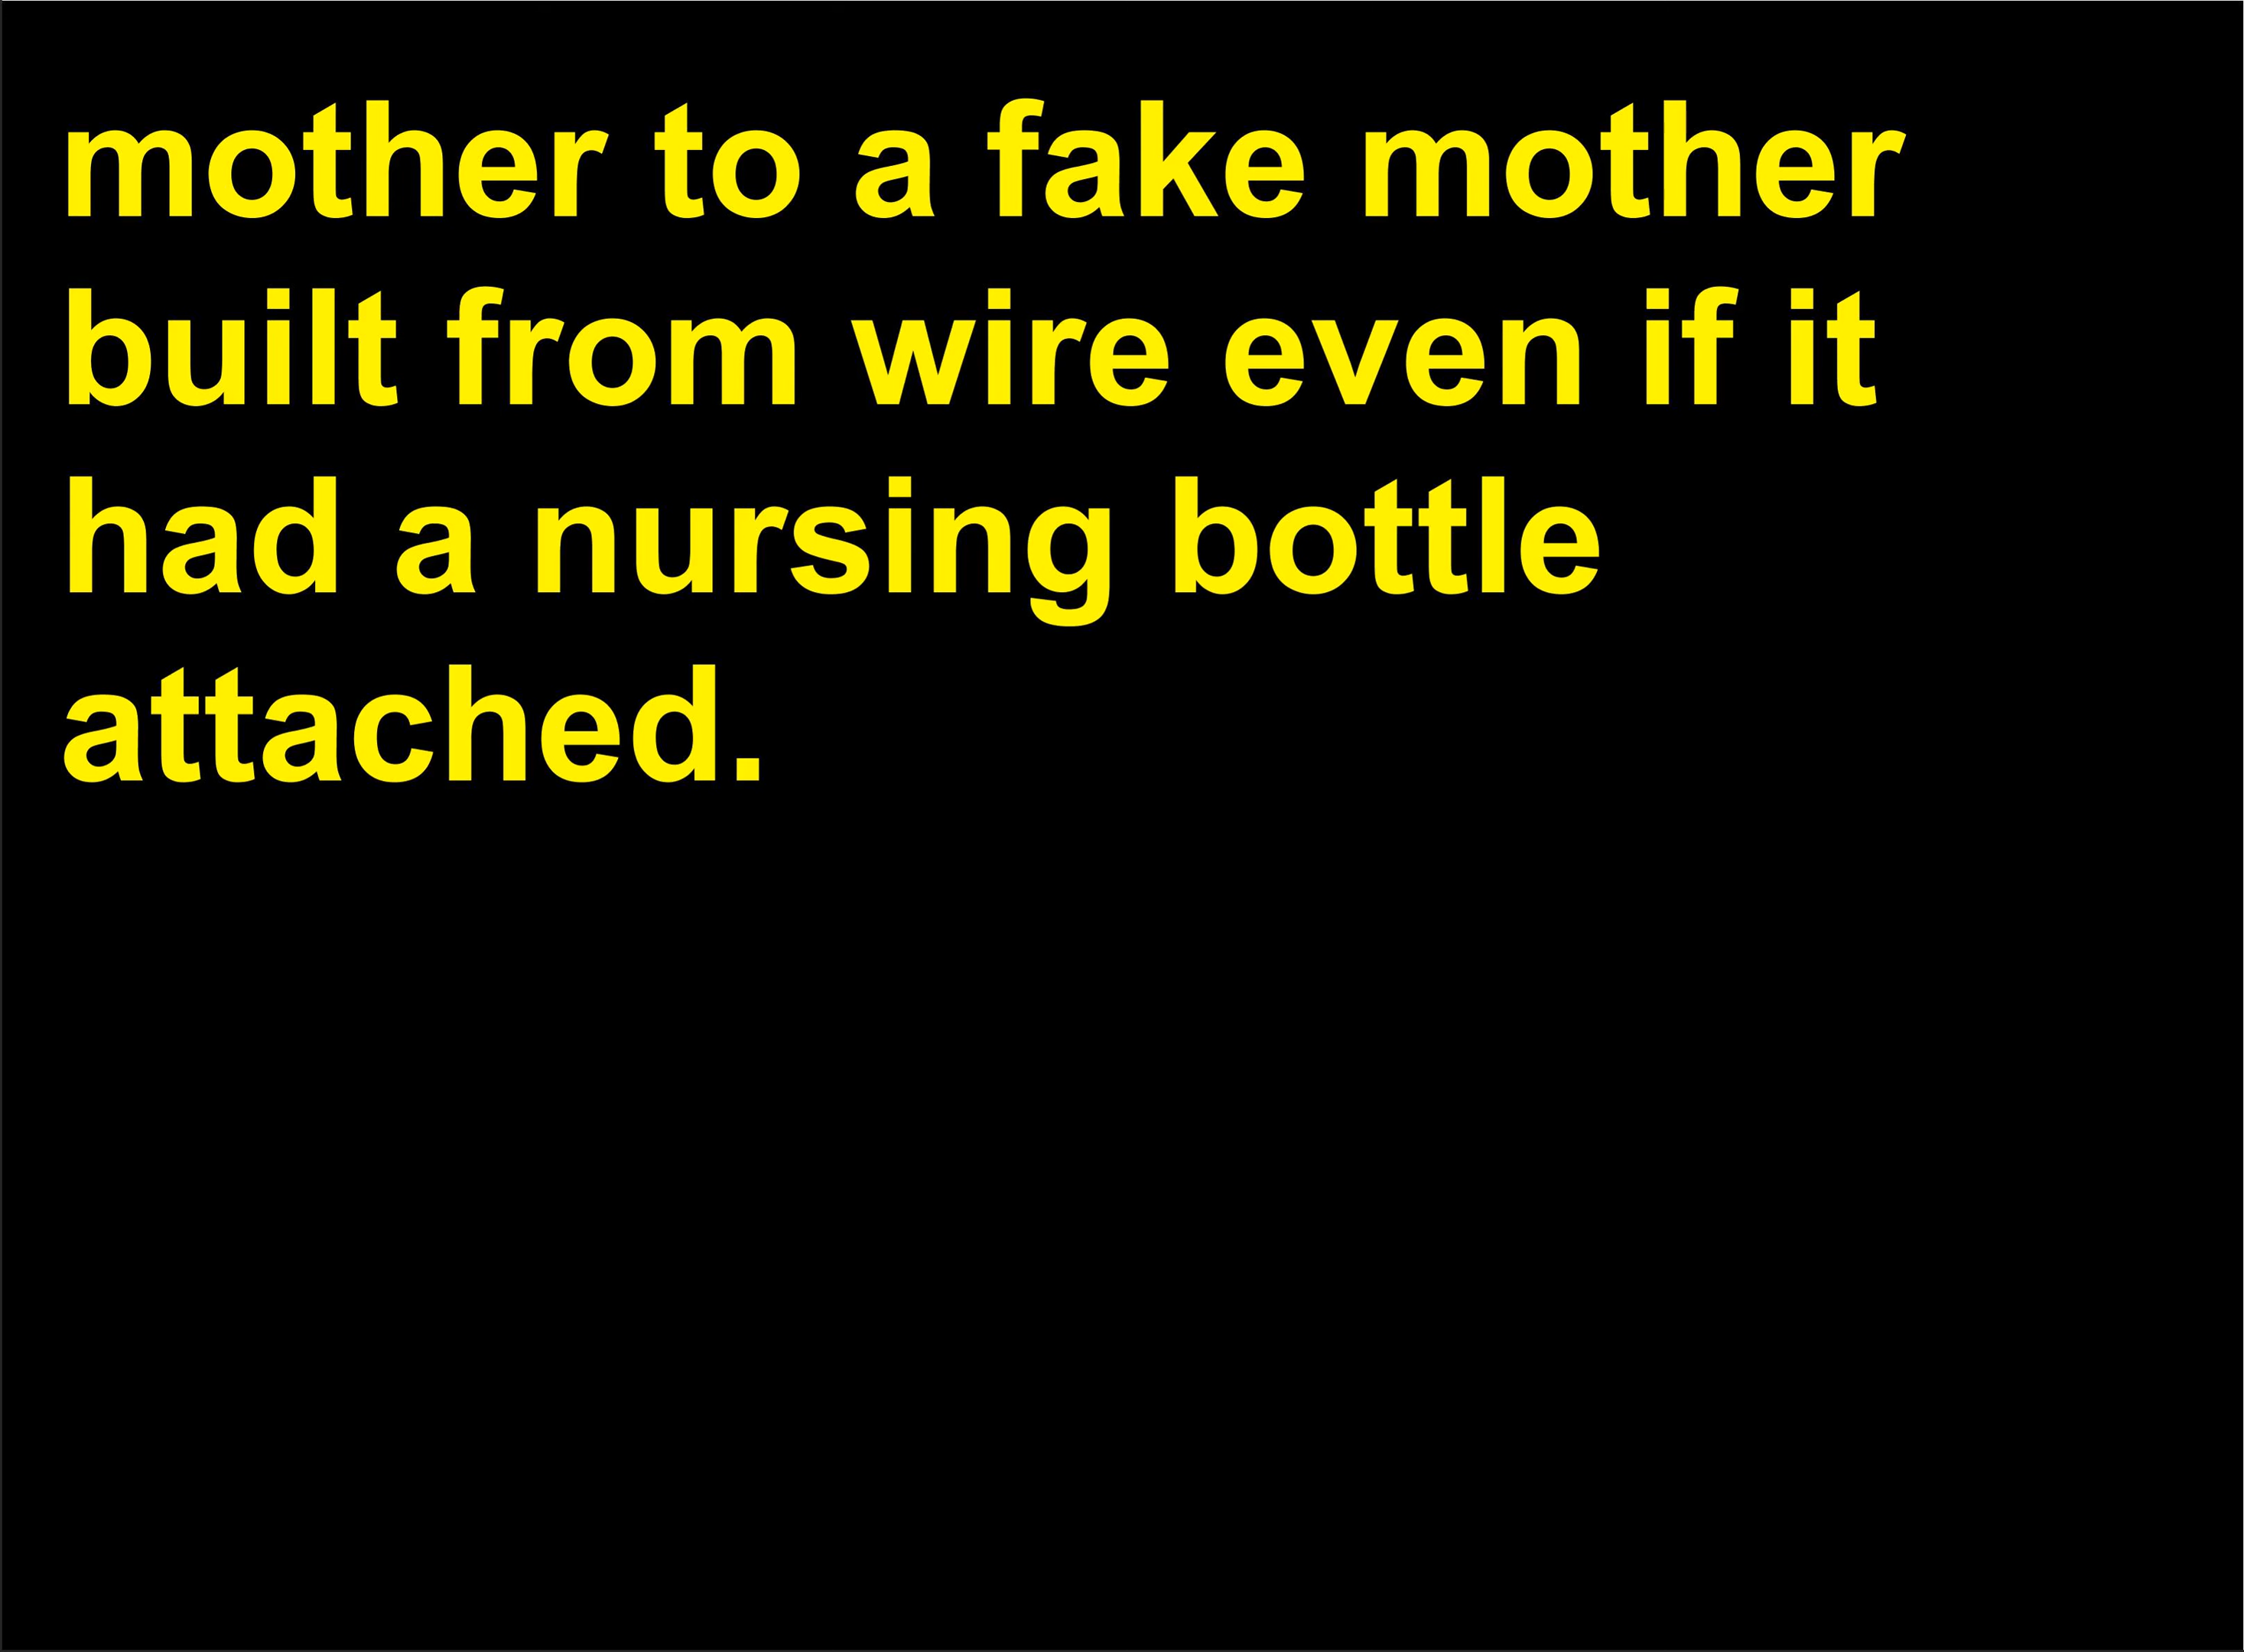 mother to a fake mother
built from wire even if it
had a nursing bottle
attached.